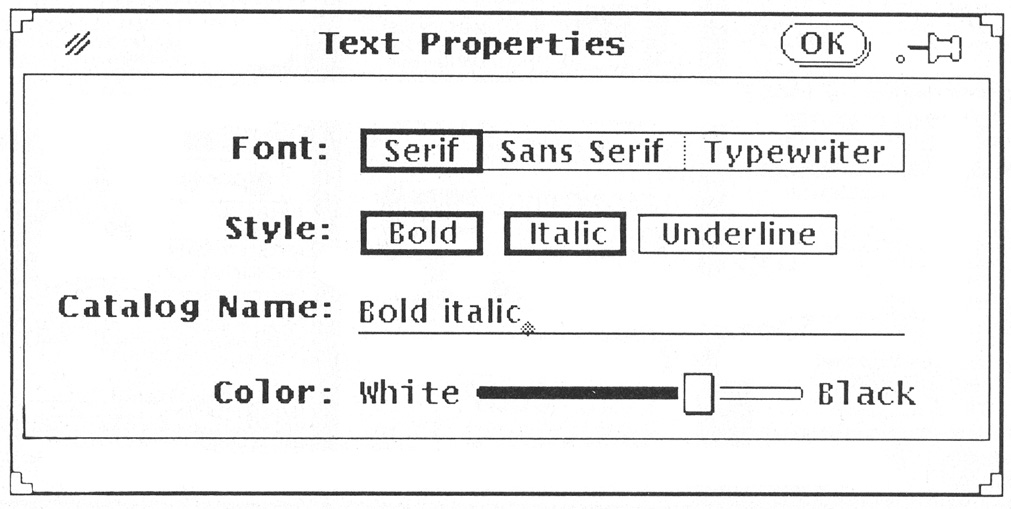 Text Properties OK
Font: Serif Sans Serif Typewriter
Style: Bold Italic Underline
Catalog Name: Bold italic
Color: White Black